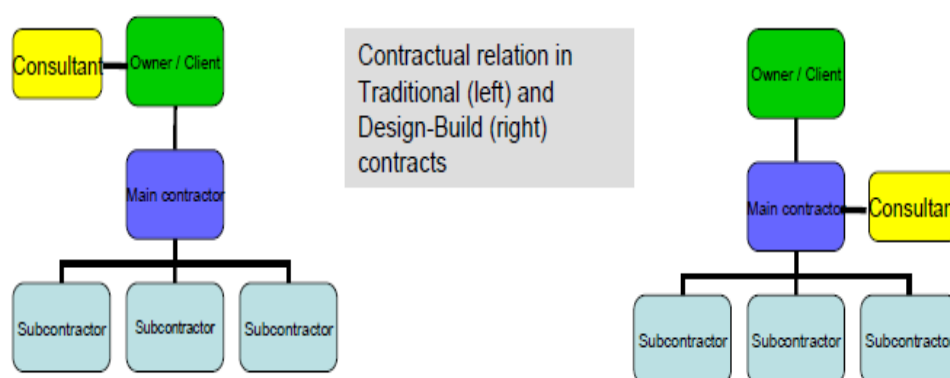 Consultant
Owner / Client
Main contractor
Subcontractor
Subcontractor
Subcontractor
Contractual relation in
Traditional (left) and
Design-Build (right)
contracts
Owner / Client
Main contractor
Consultan
Subcontractor
Subcontractor
Subcontracto